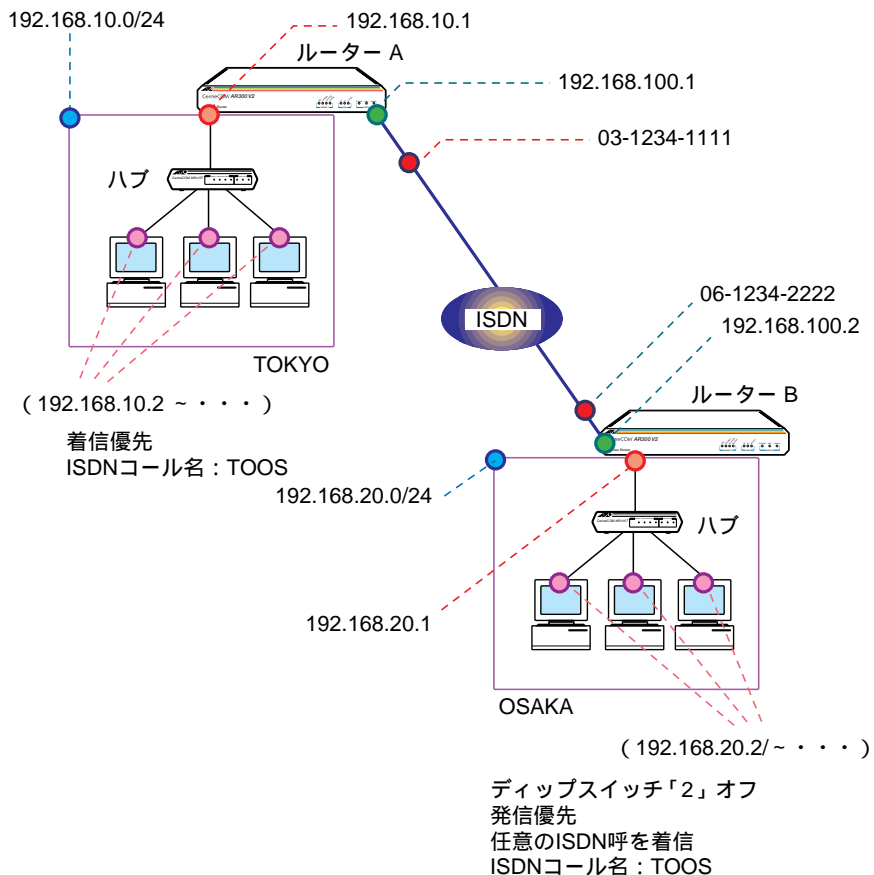 192.168.10.0/24
192.168.10.1
ルーター A
CentreCOM AR300 V2
192.168.100.1
03-1234-1111
ハブ
ISDN
06-1234-2222
192.168.100.2
TOKYO
( 192.168.10.2 ~ ・ ・ ・ )
着信優先
ISDNコール名：TOOS
ルーター B
AR300 V2
192.168.20.0/24
ハブ
192.168.20.1
OSAKA
( 192.168.20.2/ ~ ・ ・ ・ )
ディップスイッチ「2」オフ
発信優先
任意のISDN呼を着信
ISDNコール名：TOOS